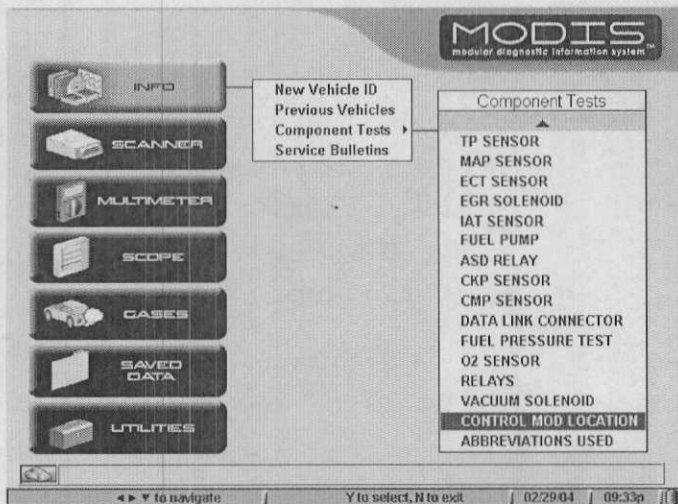 MODIS
modular diagnostic information system™
INFO
SCANNER
MULTIMETER
SCOPE
GASES
SAVED
DATA
UTILITIES
New Vehicle ID
Previous Vehicles
Component Tests
Service Bulletins
Component Tests
TP SENSOR
MAP SENSOR
ECT SENSOR
EGR SOLENOID
IAT SENSOR
FUEL PUMP
ASD RELAY
CKP SENSOR
CMP SENSOR
DATA LINK CONNECTOR
FUEL PRESSURE TEST
O2 SENSOR
RELAYS
VACUUM SOLENOID
CONTROL MOD LOCATION
ABBREVIATIONS USED
◄ ► ▼ to navigate
Y to select, N to exit
02/29/04
09:33p